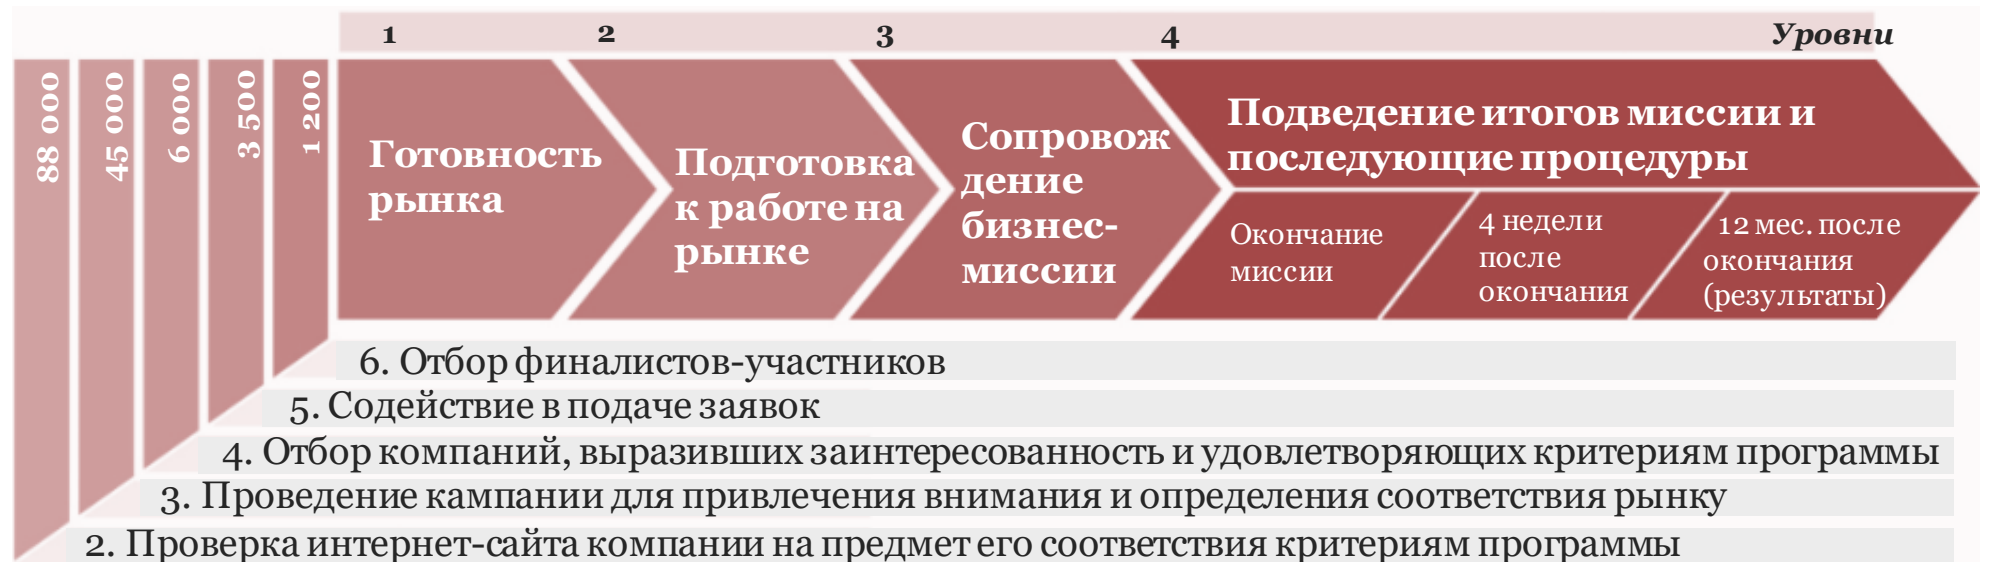 1 2 3 4 Уровни
88 000
45 000
6 000
3 500
1 200
Готовность
рынка
Подготовка
к работе на
рынке
Сопровож
дение
бизнес-
миссии
Подведение итогов миссии и
последующие процедуры
Окончание
миссии
4 недели
после
окончания
12 мес. после
окончания
(результаты)
6. Отбор финалистов-участников
5. Содействие в подаче заявок
4. Отбор компаний, выразивших заинтересованность и удовлетворяющих критериям программы
3. Проведение кампании для привлечения внимания и определения соответствия рынку
2. Проверка интернет-сайта компании на предмет его соответствия критериям программы